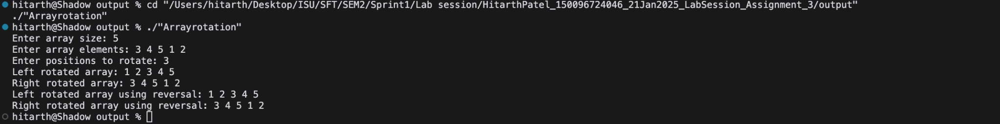 hitarth@Shadow output % cd "/Users/hitarth/Desktop/ISU/SFT/SEM2/Sprint1/Lab session/HitarthPatel_150096724046_21Jan2025_LabSession_Assignment_3/output"
./"Arrayrotation"
hitarth@Shadow output % ./"Arrayrotation"
Enter array size: 5
Enter array elements: 3 4 5 1 2
Enter positions to rotate: 3
Left rotated array: 1 2 3 4 5
Right rotated array: 3 4 5 1 2
Left rotated array using reversal: 1 2 3 4 5
Right rotated array using reversal: 3 4 5 1 2
hitarth@Shadow output %